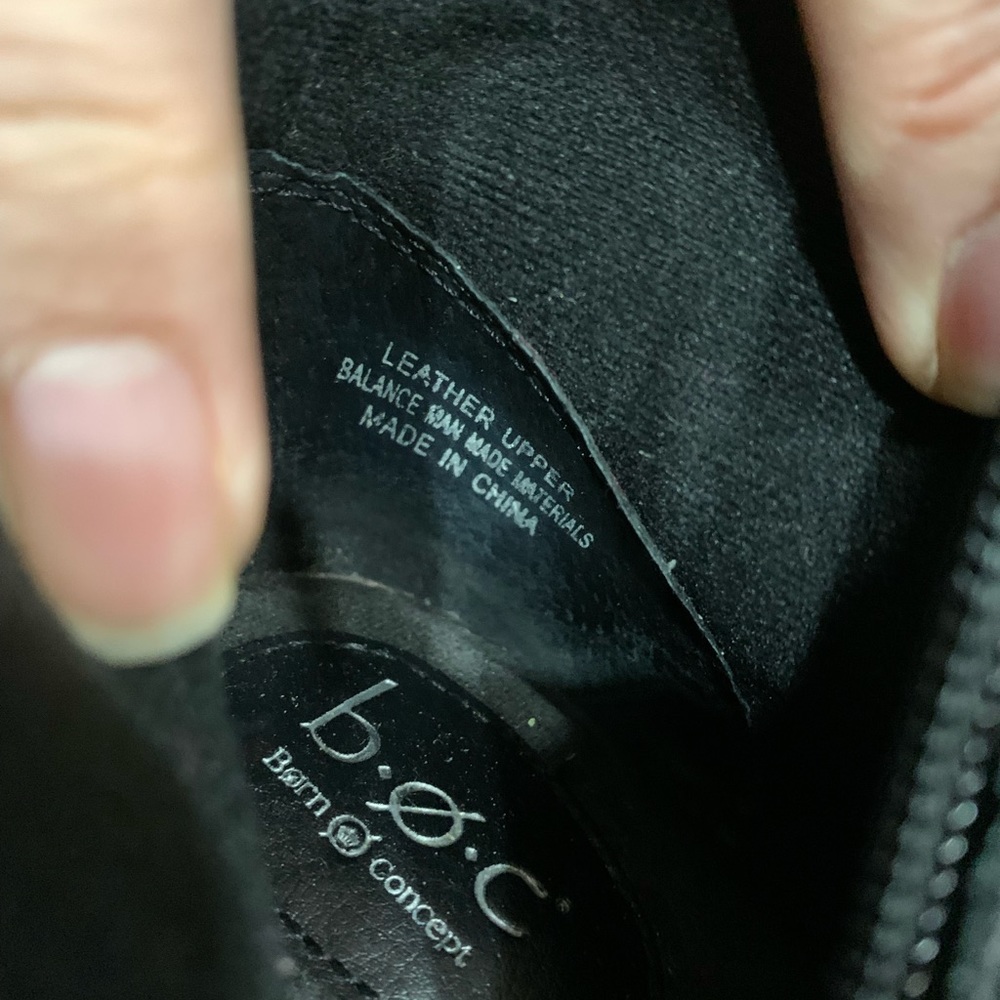 LEATHER UPPER
BALANCE MAN MADE MATERIALS
MADE IN CHINA
b·ø·c®
Børn Ø concept